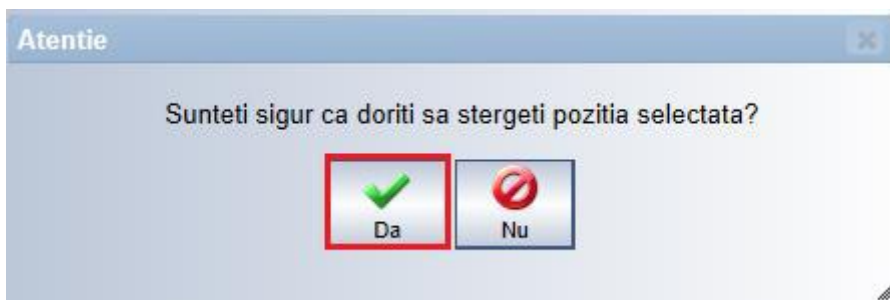 Atentie
Sunteti sigur ca doriti sa stergeti pozitia selectata?
Da
Nu